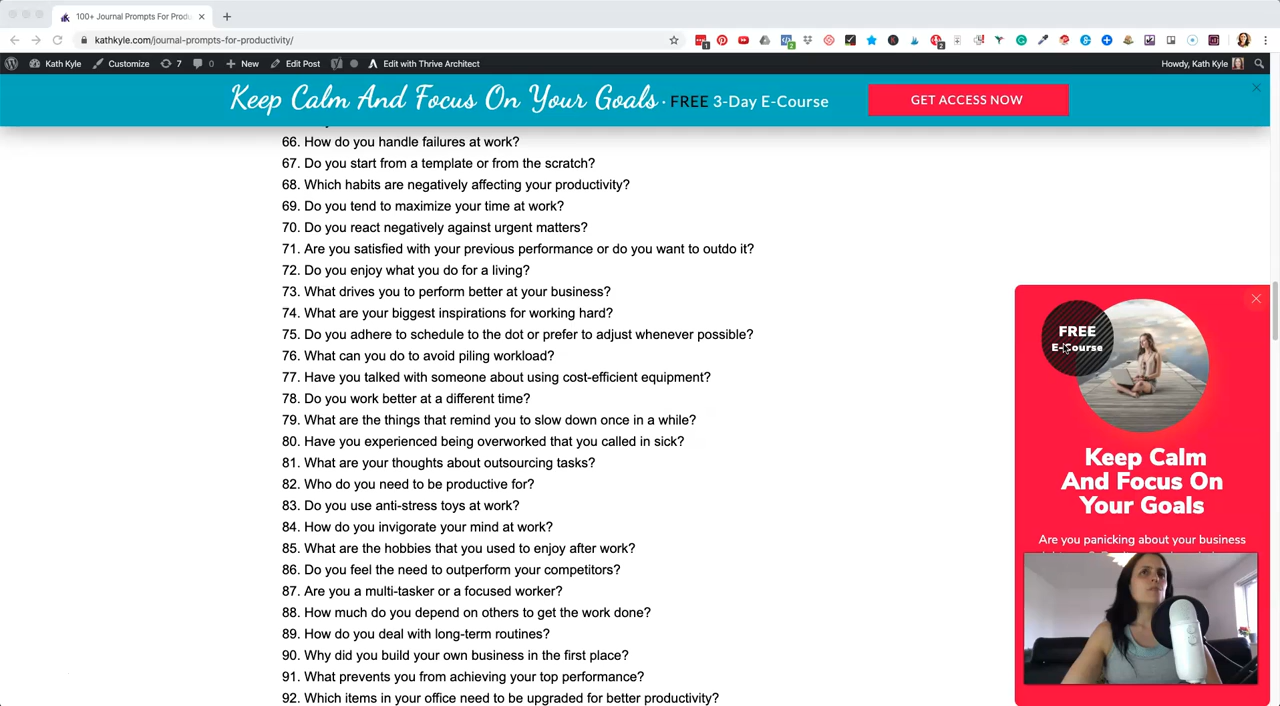 100+ Journal Prompts For Produ
kathkyle.com/journal-prompts-for-productivity/
Kath Kyle Customize 7 0 New Edit Post Edit with Thrive Architect Howdy, Kath Kyle
Keep Calm And Focus On Your Goals · FREE 3-Day E-Course GET ACCESS NOW
66. How do you handle failures at work?
67. Do you start from a template or from the scratch?
68. Which habits are negatively affecting your productivity?
69. Do you tend to maximize your time at work?
70. Do you react negatively against urgent matters?
71. Are you satisfied with your previous performance or do you want to outdo it?
72. Do you enjoy what you do for a living?
73. What drives you to perform better at your business?
74. What are your biggest inspirations for working hard?
75. Do you adhere to schedule to the dot or prefer to adjust whenever possible?
76. What can you do to avoid piling workload?
77. Have you talked with someone about using cost-efficient equipment?
78. Do you work better at a different time?
79. What are the things that remind you to slow down once in a while?
80. Have you experienced being overworked that you called in sick?
81. What are your thoughts about outsourcing tasks?
82. Who do you need to be productive for?
83. Do you use anti-stress toys at work?
84. How do you invigorate your mind at work?
85. What are the hobbies that you used to enjoy after work?
86. Do you feel the need to outperform your competitors?
87. Are you a multi-tasker or a focused worker?
88. How much do you depend on others to get the work done?
89. How do you deal with long-term routines?
90. Why did you build your own business in the first place?
91. What prevents you from achieving your top performance?
92. Which items in your office need to be upgraded for better productivity?
FREE
E-Course
Keep Calm
And Focus On
Your Goals
Are you panicking about your business